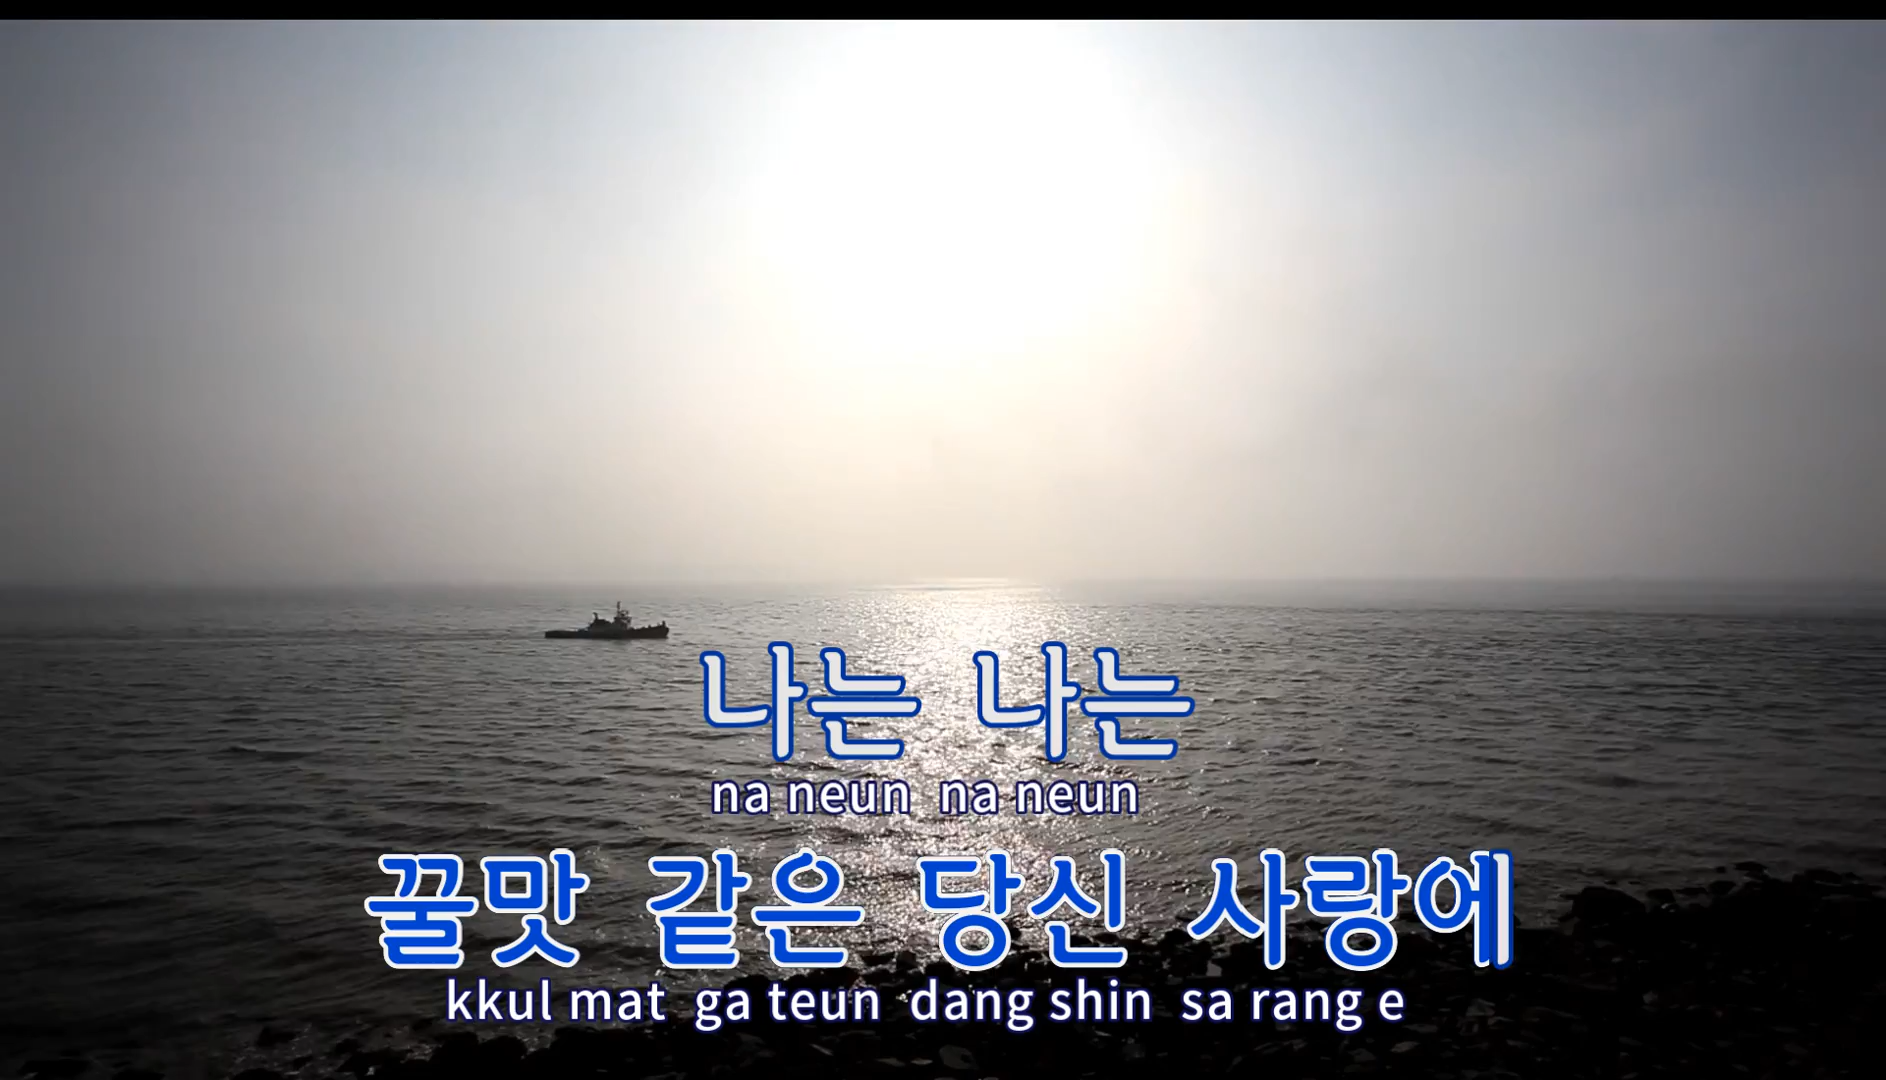 나는 나는
na neun na neun
꿀맛 같은 당신 사랑에
kkul mat ga teun dang shin sa rang e